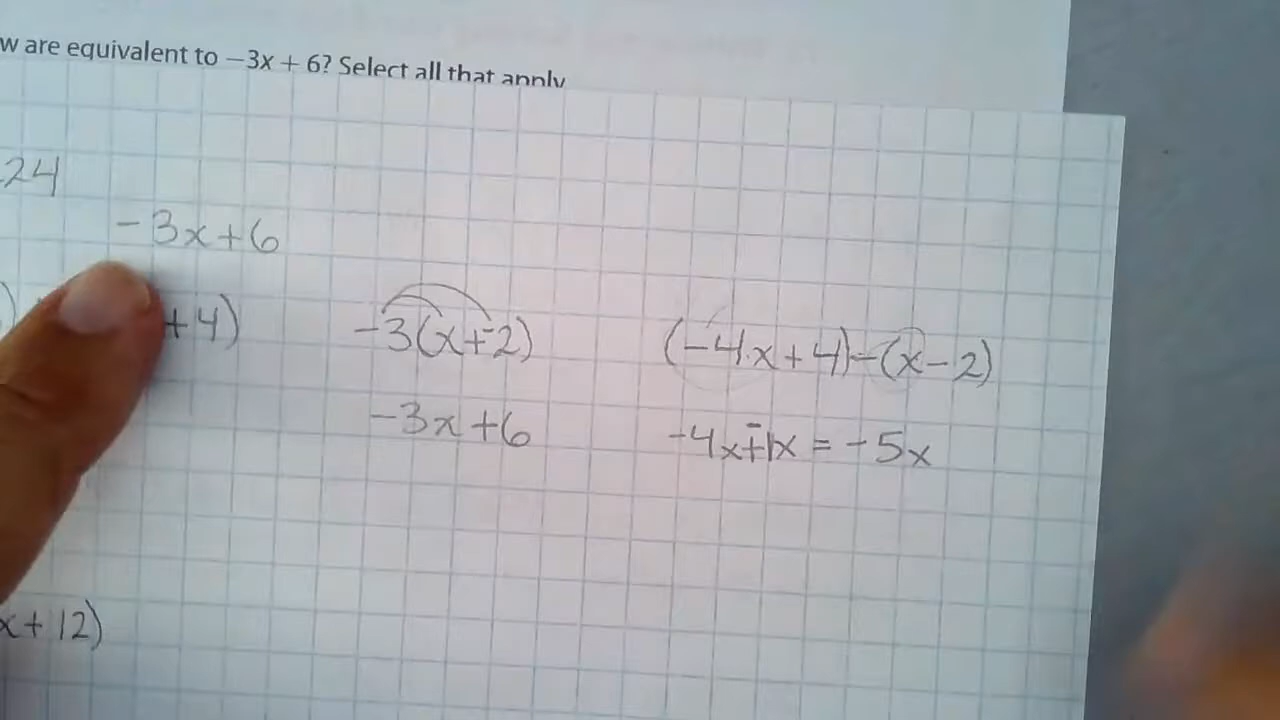 w are equivalent to −3x + 6? Select all that apply
24
-3x+6
+4)
-3(x+-2)
(-4x+4)-(x-2)
-3x+6
-4x+-1x = -5x
x+12)